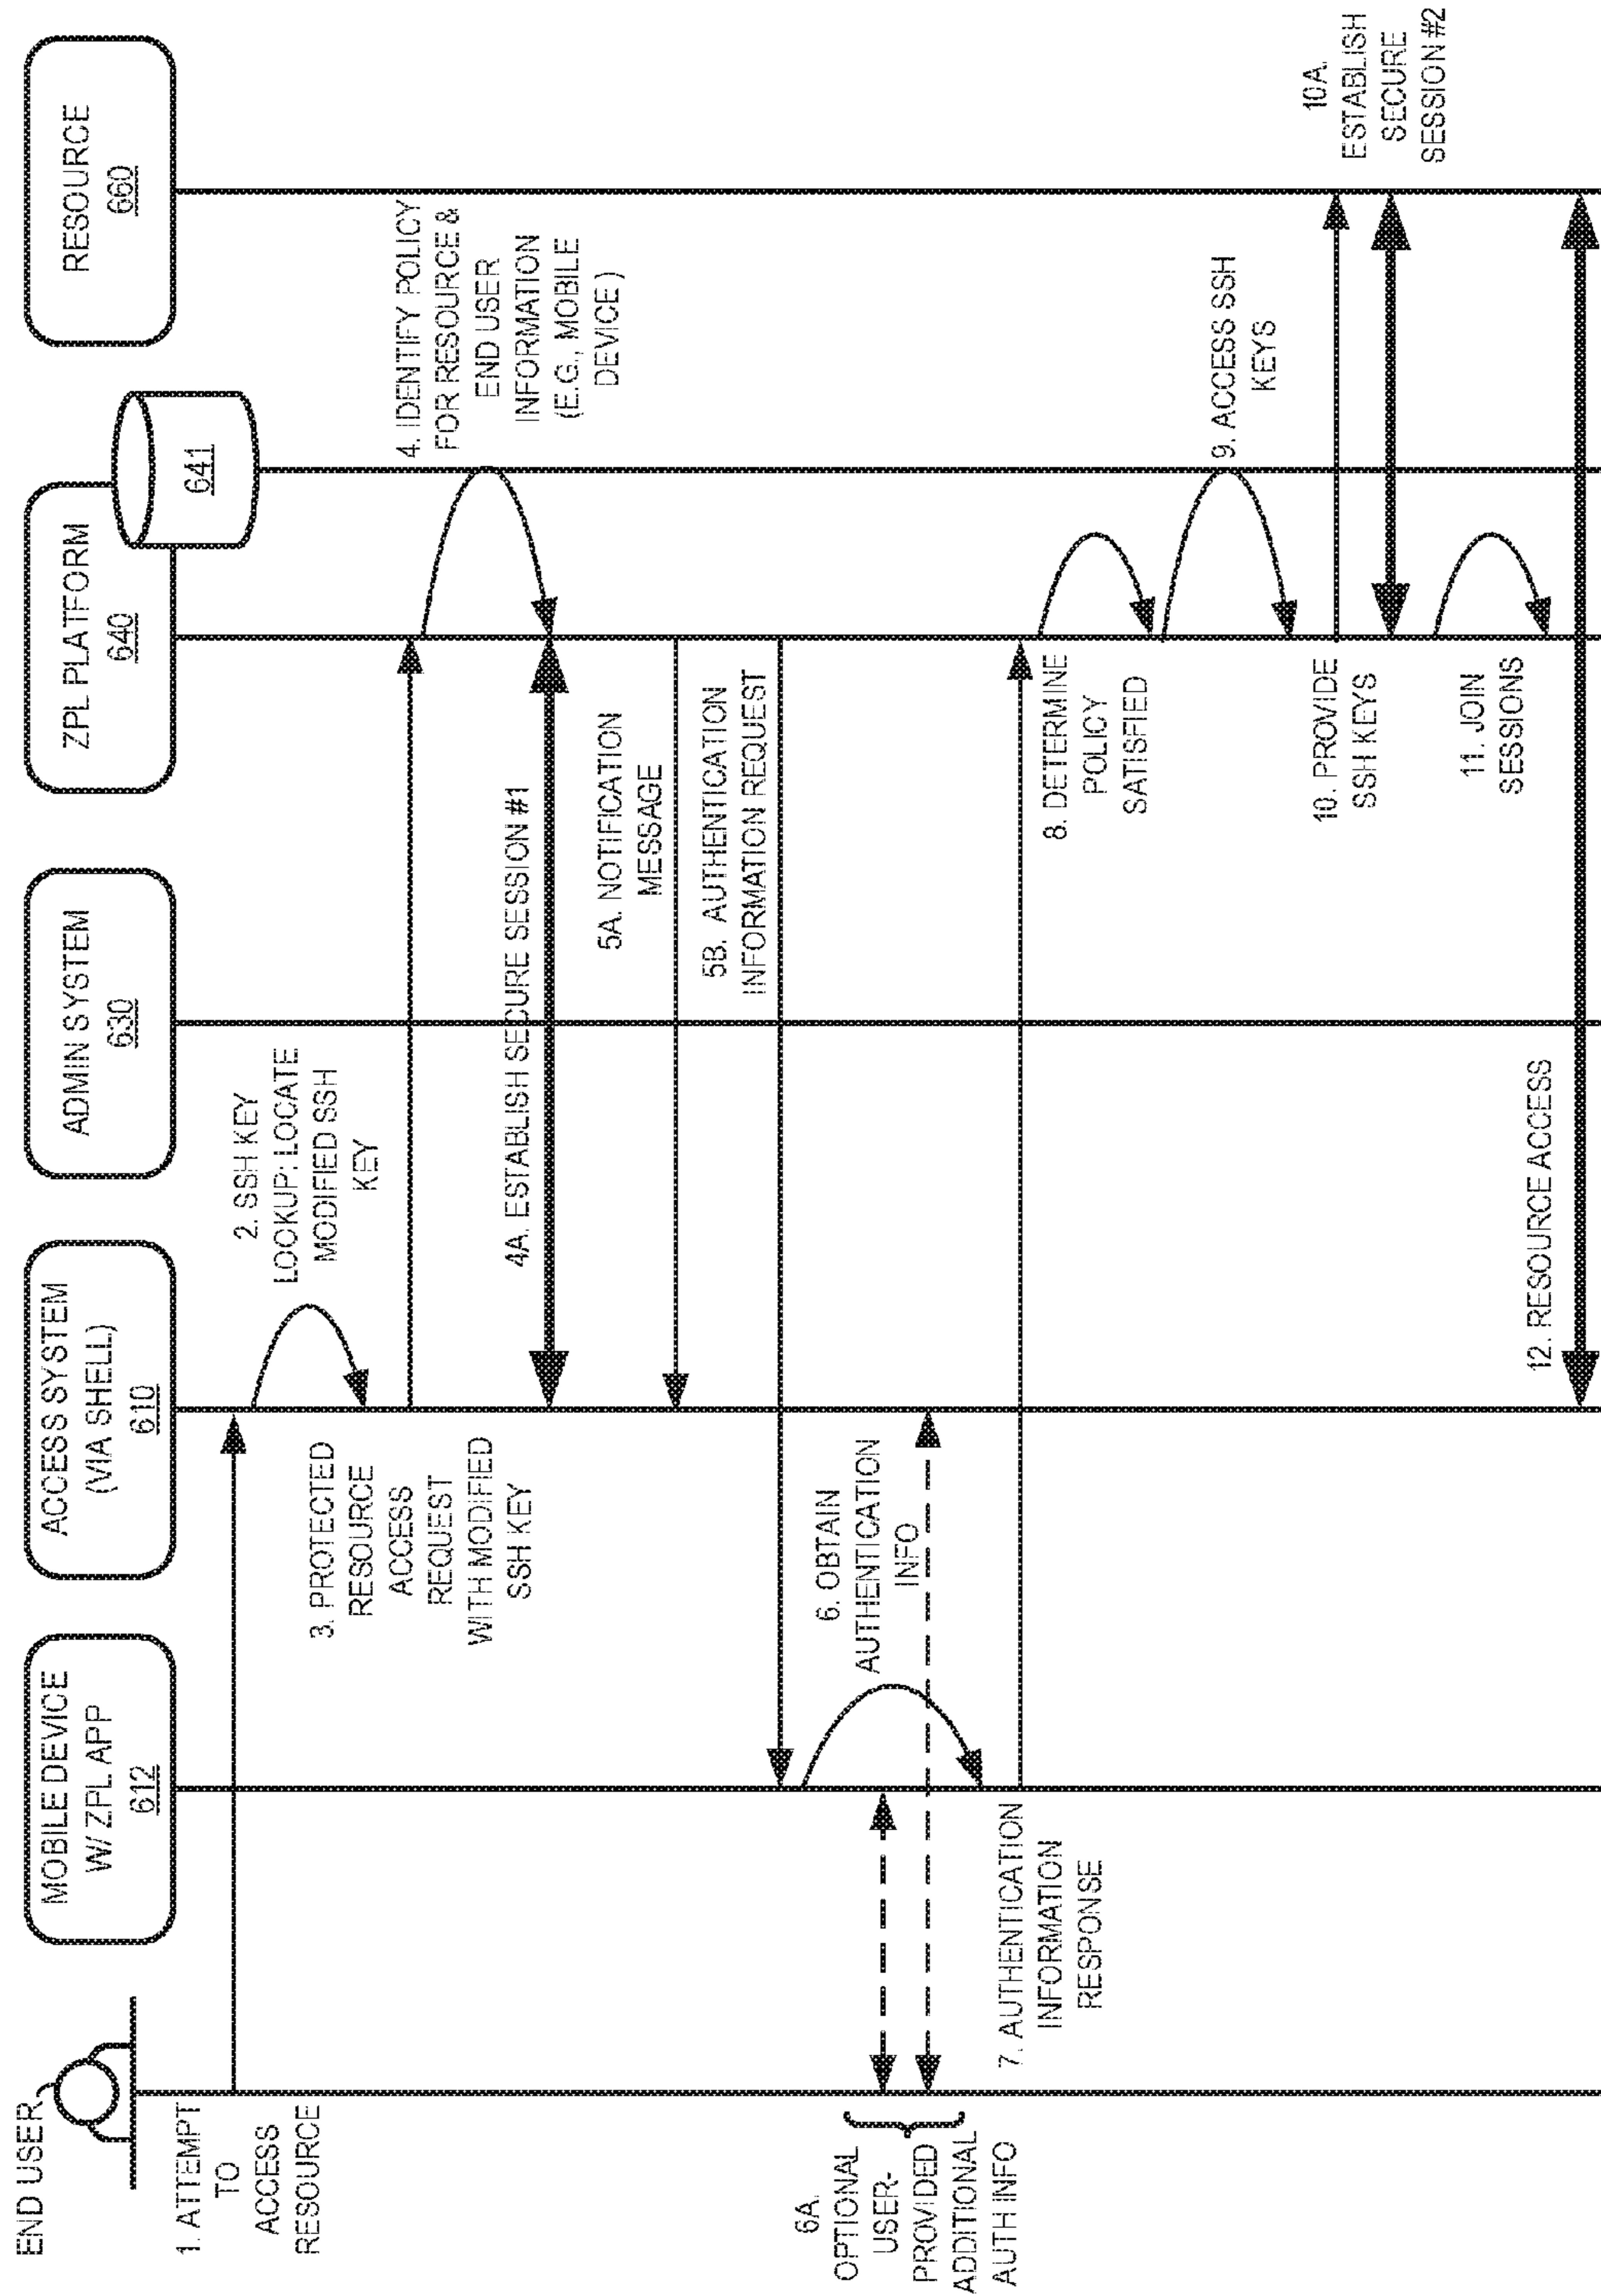 END USER
MOBILE DEVICE
W/ ZPL APP
612
ACCESS SYSTEM
(VIA SHELL)
610
ADMIN SYSTEM
630
ZPL PLATFORM
640
641
RESOURCE
660
1. ATTEMPT
TO
ACCESS
RESOURCE
2. SSH KEY
LOOKUP: LOCATE
MODIFIED SSH
KEY
3. PROTECTED
RESOURCE
ACCESS
REQUEST
WITH MODIFIED
SSH KEY
4. IDENTIFY POLICY
FOR RESOURCE &
END USER
INFORMATION
(E.G., MOBILE
DEVICE )
4A. ESTABLISH SECURE SESSION #1
5A. NOTIFICATION
MESSAGE
5B. AUTHENTICATION
INFORMATION REQUEST
6. OBTAIN
AUTHENTICATION
INFO
6A.
OPTIONAL
USER-
PROVIDED
ADDITIONAL
AUTH INFO
7. AUTHENTICATION
INFORMATION
RESPONSE
8. DETERMINE
POLICY
SATISFIED
9. ACCESS SSH
KEYS
10. PROVIDE
SSH KEYS
10A.
ESTABLISH
SECURE
SESSION #2
11. JOIN
SESSIONS
12. RESOURCE ACCESS